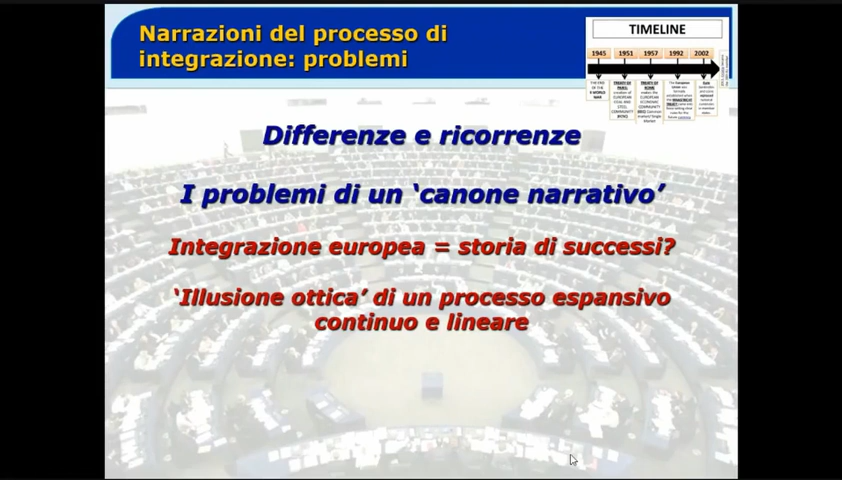 Narrazioni del processo di
integrazione: problemi
TIMELINE
1945 1951 1957 1992 2002
Differenze e ricorrenze
I problemi di un ‘canone narrativo’
Integrazione europea = storia di successi?
‘Illusione ottica’ di un processo espansivo
continuo e lineare